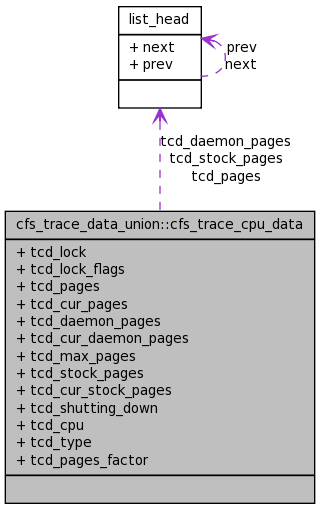 list_head
+ next
+ prev
prev
next
tcd_daemon_pages
tcd_stock_pages
tcd_pages
cfs_trace_data_union::cfs_trace_cpu_data
+ tcd_lock
+ tcd_lock_flags
+ tcd_pages
+ tcd_cur_pages
+ tcd_daemon_pages
+ tcd_cur_daemon_pages
+ tcd_max_pages
+ tcd_stock_pages
+ tcd_cur_stock_pages
+ tcd_shutting_down
+ tcd_cpu
+ tcd_type
+ tcd_pages_factor